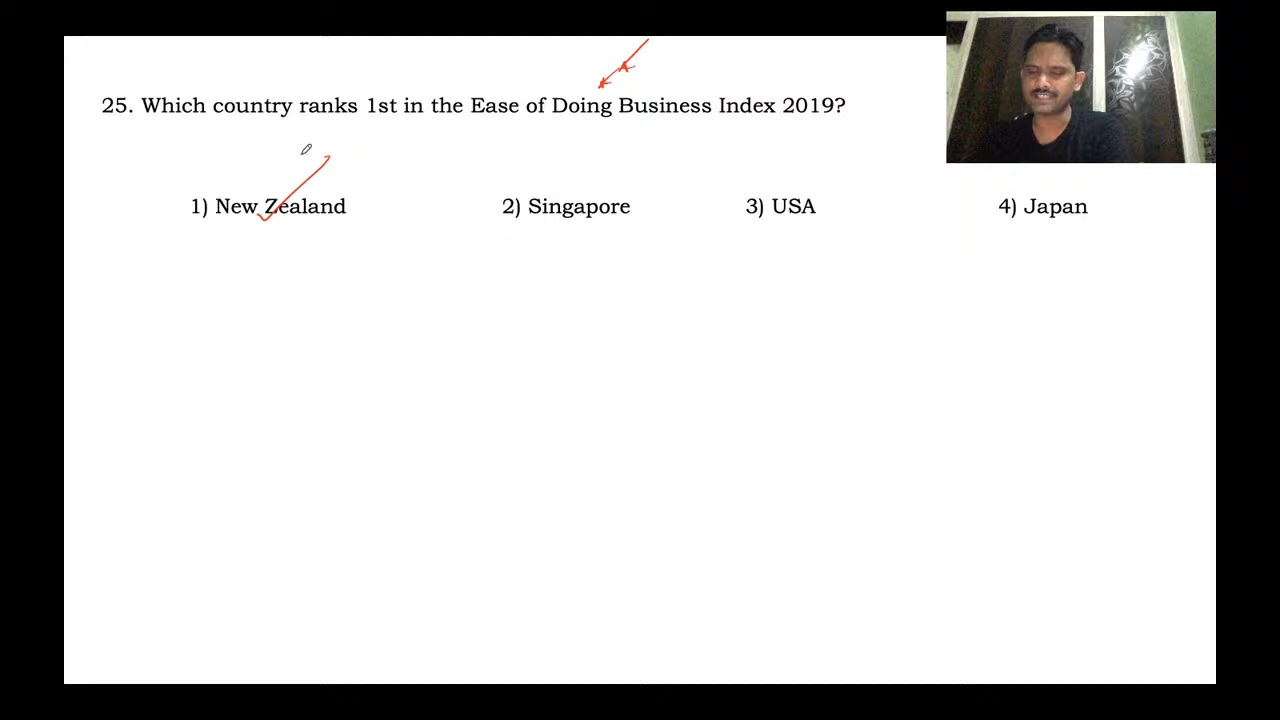 25. Which country ranks 1st in the Ease of Doing Business Index 2019?
1) New Zealand 2) Singapore 3) USA 4) Japan